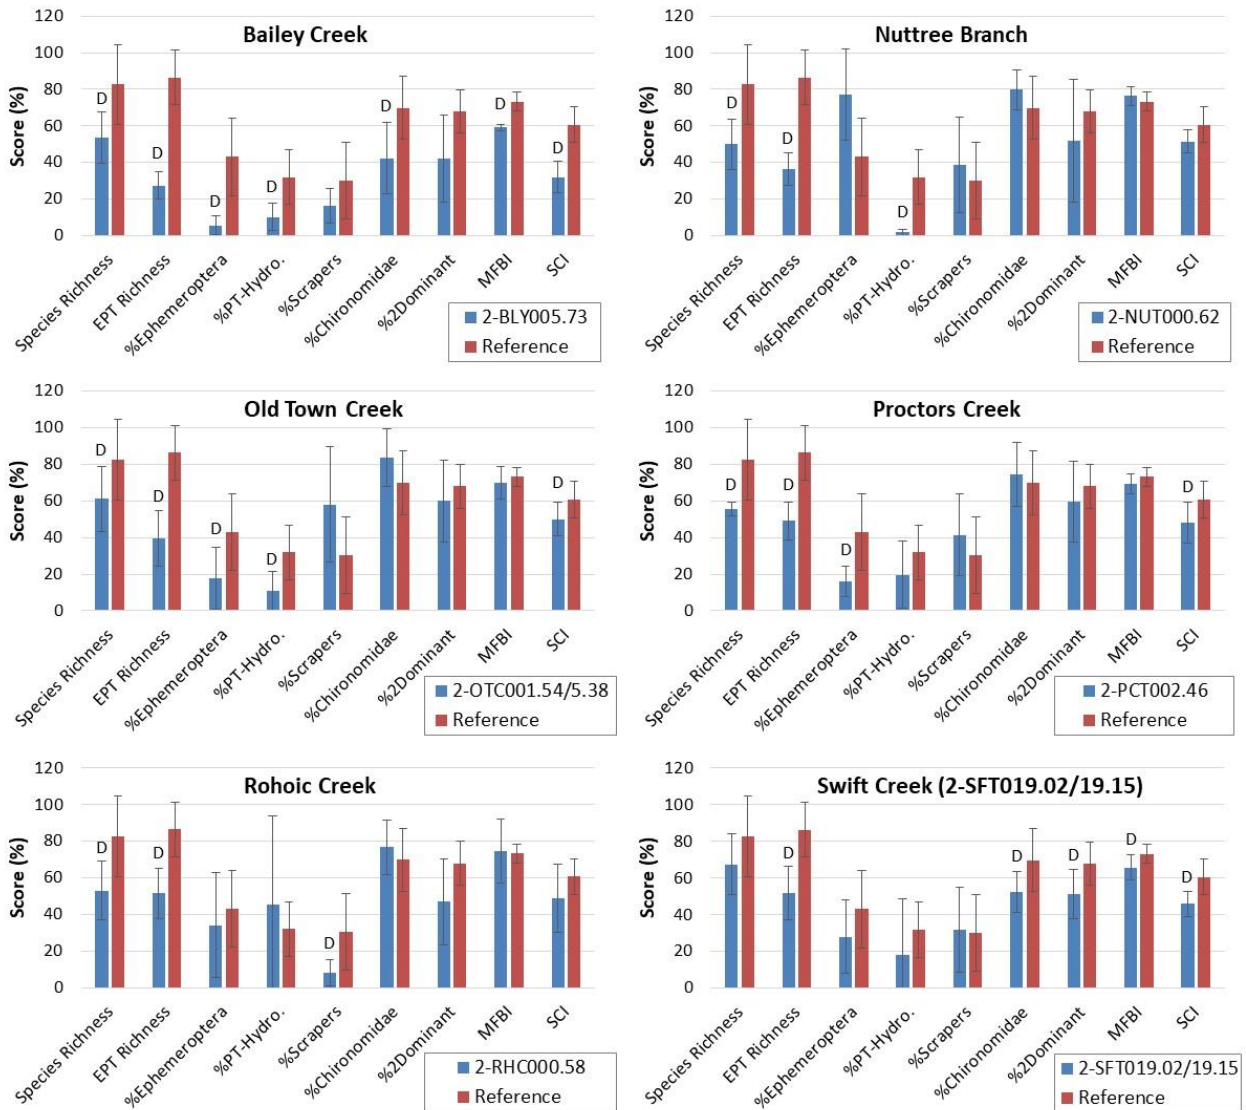 Bailey Creek
Score (%)
120
100
80
60
40
20
0
D D D D D D D
Species Richness
EPT Richness
%Ephemeroptera
%PT-Hydro.
%Scrapers
%Chironomidae
%2Dominant
MFBI
SCI
2-BLY005.73
Reference
Nuttree Branch
Score (%)
120
100
80
60
40
20
0
D D D
Species Richness
EPT Richness
%Ephemeroptera
%PT-Hydro.
%Scrapers
%Chironomidae
%2Dominant
MFBI
SCI
2-NUT000.62
Reference
Old Town Creek
Score (%)
120
100
80
60
40
20
0
D D D D D
Species Richness
EPT Richness
%Ephemeroptera
%PT-Hydro.
%Scrapers
%Chironomidae
%2Dominant
MFBI
SCI
2-OTC001.54/5.38
Reference
Proctors Creek
Score (%)
120
100
80
60
40
20
0
D D D D
Species Richness
EPT Richness
%Ephemeroptera
%PT-Hydro.
%Scrapers
%Chironomidae
%2Dominant
MFBI
SCI
2-PCT002.46
Reference
Rohoic Creek
Score (%)
120
100
80
60
40
20
0
D D D
Species Richness
EPT Richness
%Ephemeroptera
%PT-Hydro.
%Scrapers
%Chironomidae
%2Dominant
MFBI
SCI
2-RHC000.58
Reference
Swift Creek (2-SFT019.02/19.15)
Score (%)
120
100
80
60
40
20
0
D D D D D
Species Richness
EPT Richness
%Ephemeroptera
%PT-Hydro.
%Scrapers
%Chironomidae
%2Dominant
MFBI
SCI
2-SFT019.02/19.15
Reference